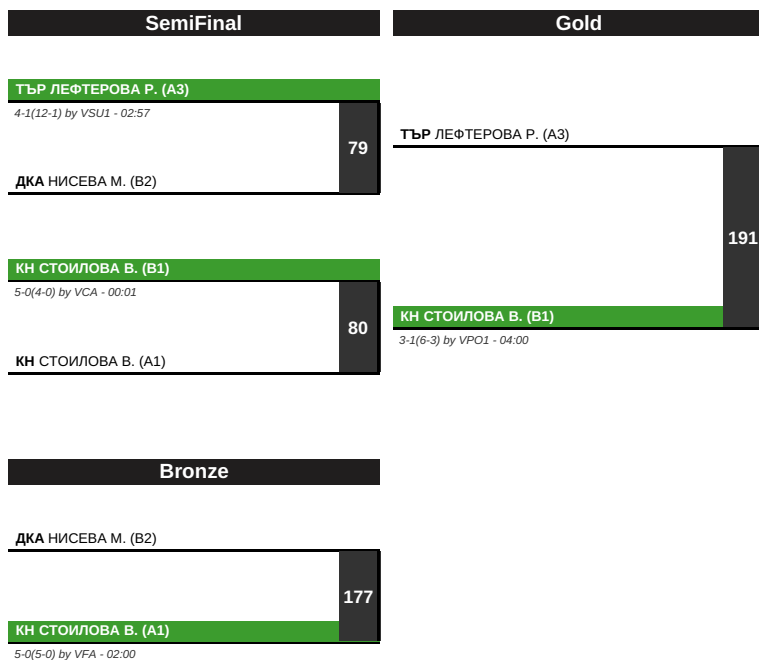 SemiFinal
ТЪР ЛЕФТЕРОВА Р. (A3)
4-1(12-1) by VSU1 - 02:57
79
ДКА НИСЕВА М. (B2)
КН СТОИЛОВА В. (B1)
5-0(4-0) by VCA - 00:01
80
КН СТОИЛОВА В. (A1)
Gold
ТЪР ЛЕФТЕРОВА Р. (A3)
191
КН СТОИЛОВА В. (B1)
3-1(6-3) by VPO1 - 04:00
Bronze
ДКА НИСЕВА М. (B2)
177
КН СТОИЛОВА В. (A1)
5-0(5-0) by VFA - 02:00